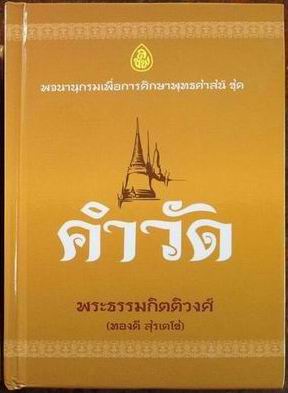 พจนานุกรมเพื่อการศึกษาพุทธศาสน์ ชุด
คำวัด
พระธรรมกิตติวงศ์
(ทองดี สุรเตโช)